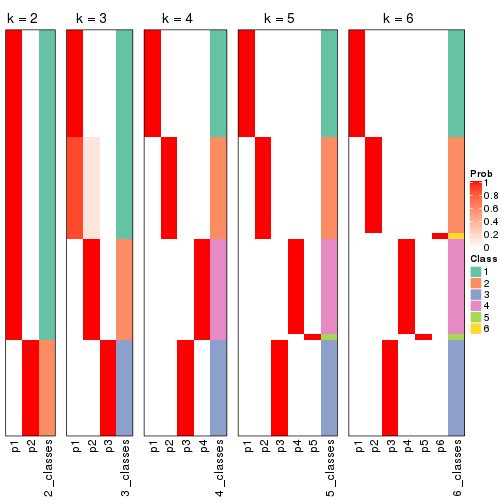 k = 2
k = 3
k = 4
k = 5
k = 6
Prob
1
0.8
0.6
0.4
0.2
0
Class
1
2
3
4
5
6
p1
p2
2_classes
p1
p2
p3
3_classes
p1
p2
p3
p4
4_classes
p1
p2
p3
p4
p5
5_classes
p1
p2
p3
p4
p5
p6
6_classes